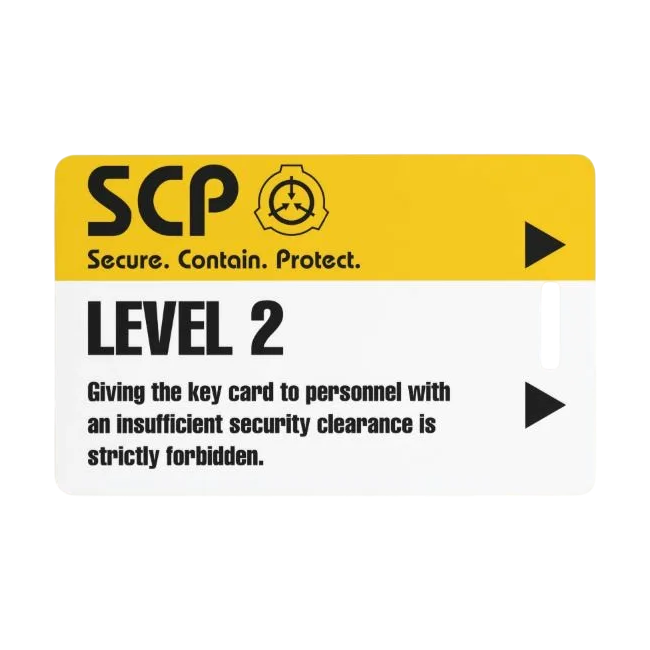 SCP
Secure. Contain. Protect.
LEVEL 2
Giving the key card to personnel with
an insufficient security clearance is
strictly forbidden.